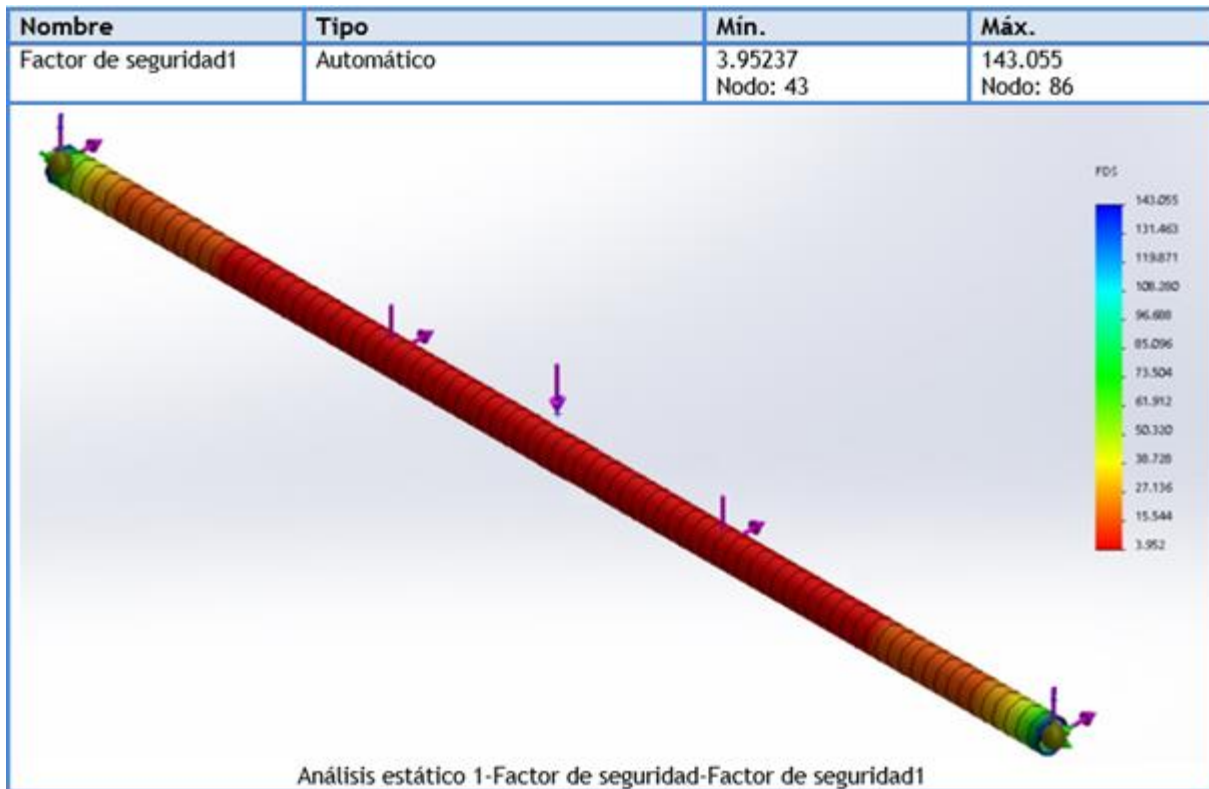 Nombre Tipo Mín. Máx.
Factor de seguridad1 Automático 3.95237 143.055
Nodo: 43 Nodo: 86
FDS
143.055
131.463
119.871
108.280
96.688
85.096
73.504
61.912
50.320
38.728
27.136
15.544
3.952
Análisis estático 1-Factor de seguridad-Factor de seguridad1